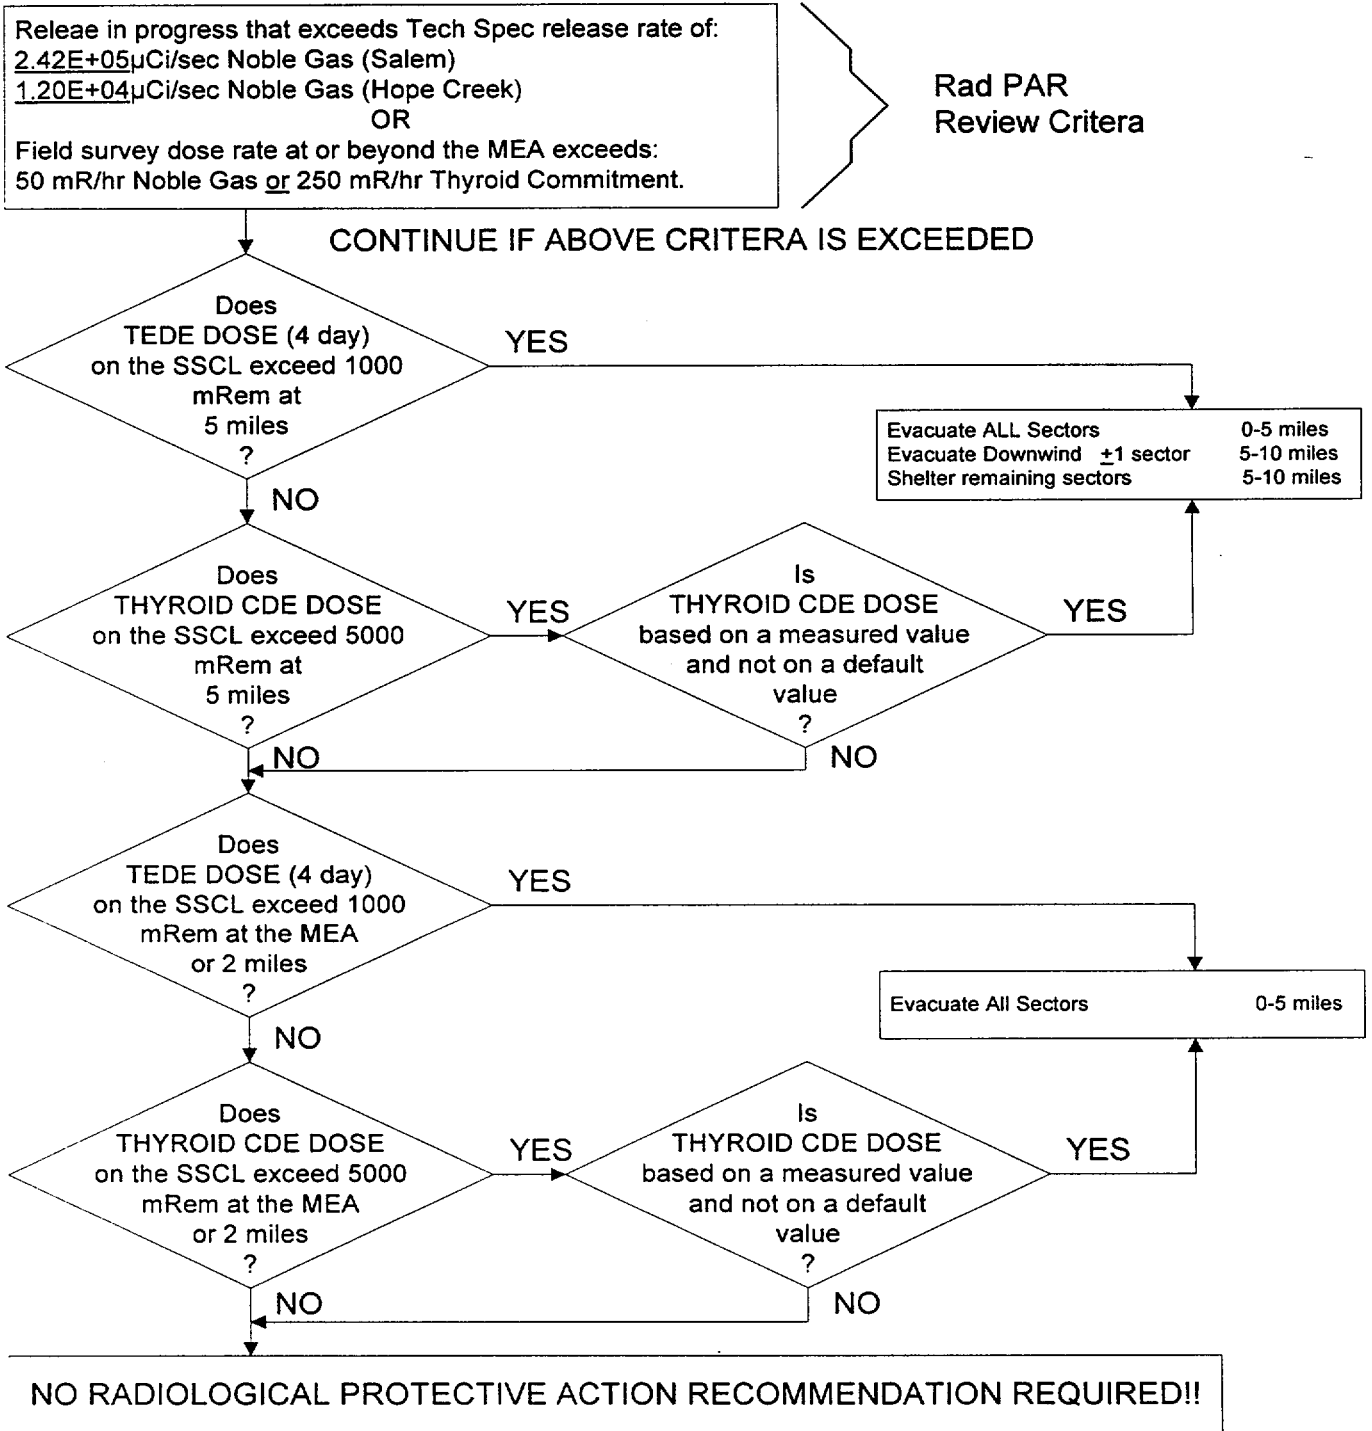 Releae in progress that exceeds Tech Spec release rate of:
2.42E+05µCi/sec Noble Gas (Salem)
1.20E+04µCi/sec Noble Gas (Hope Creek)
OR
Field survey dose rate at or beyond the MEA exceeds:
50 mR/hr Noble Gas or 250 mR/hr Thyroid Commitment.
Rad PAR
Review Critera
CONTINUE IF ABOVE CRITERA IS EXCEEDED
Does
TEDE DOSE (4 day)
on the SSCL exceed 1000
mRem at
5 miles
?
YES
NO
Evacuate ALL Sectors 0-5 miles
Evacuate Downwind ±1 sector 5-10 miles
Shelter remaining sectors 5-10 miles
Does
THYROID CDE DOSE
on the SSCL exceed 5000
mRem at
5 miles
?
YES
NO
Is
THYROID CDE DOSE
based on a measured value
and not on a default
value
?
YES
NO
Does
TEDE DOSE (4 day)
on the SSCL exceed 1000
mRem at the MEA
or 2 miles
?
YES
NO
Evacuate All Sectors 0-5 miles
Does
THYROID CDE DOSE
on the SSCL exceed 5000
mRem at the MEA
or 2 miles
?
YES
NO
Is
THYROID CDE DOSE
based on a measured value
and not on a default
value
?
YES
NO
NO RADIOLOGICAL PROTECTIVE ACTION RECOMMENDATION REQUIRED!!